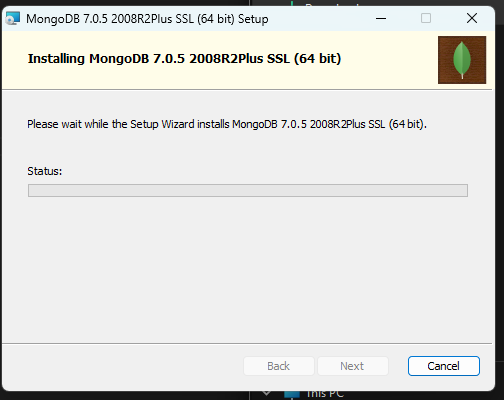 MongoDB 7.0.5 2008R2Plus SSL (64 bit) Setup
Installing MongoDB 7.0.5 2008R2Plus SSL (64 bit)
Please wait while the Setup Wizard installs MongoDB 7.0.5 2008R2Plus SSL (64 bit).
Status:
Back Next Cancel
This PC